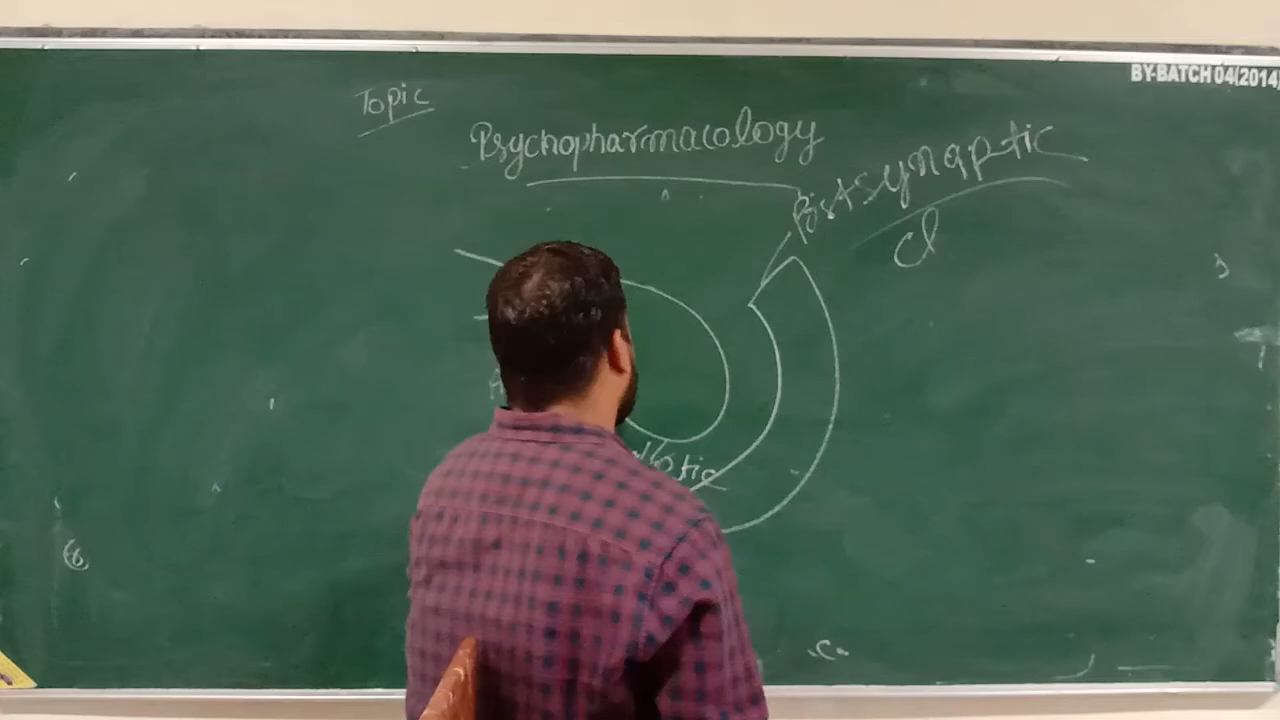 BY-BATCH 04(2014)
Topic
Psychopharmacology
Postsynaptic
cl